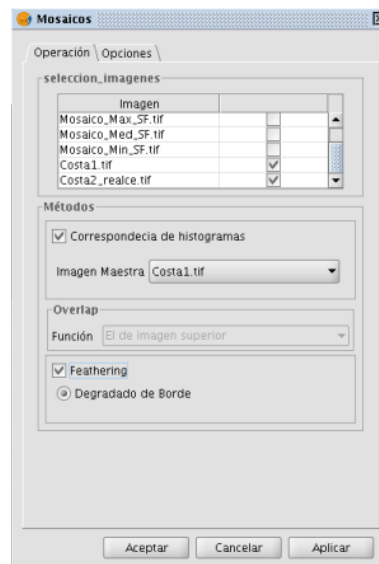 Mosaicos
Operación Opciones
seleccion_imagenes
Imagen
Mosaico_Max_SF.tif
Mosaico_Med_SF.tif
Mosaico_Min_SF.tif
Costa1.tif
Costa2_realce.tif
Métodos
Correspondecia de histogramas
Imagen Maestra Costa1.tif
Overlap
Función El de imagen superior
Feathering
Degradado de Borde
Aceptar Cancelar Aplicar